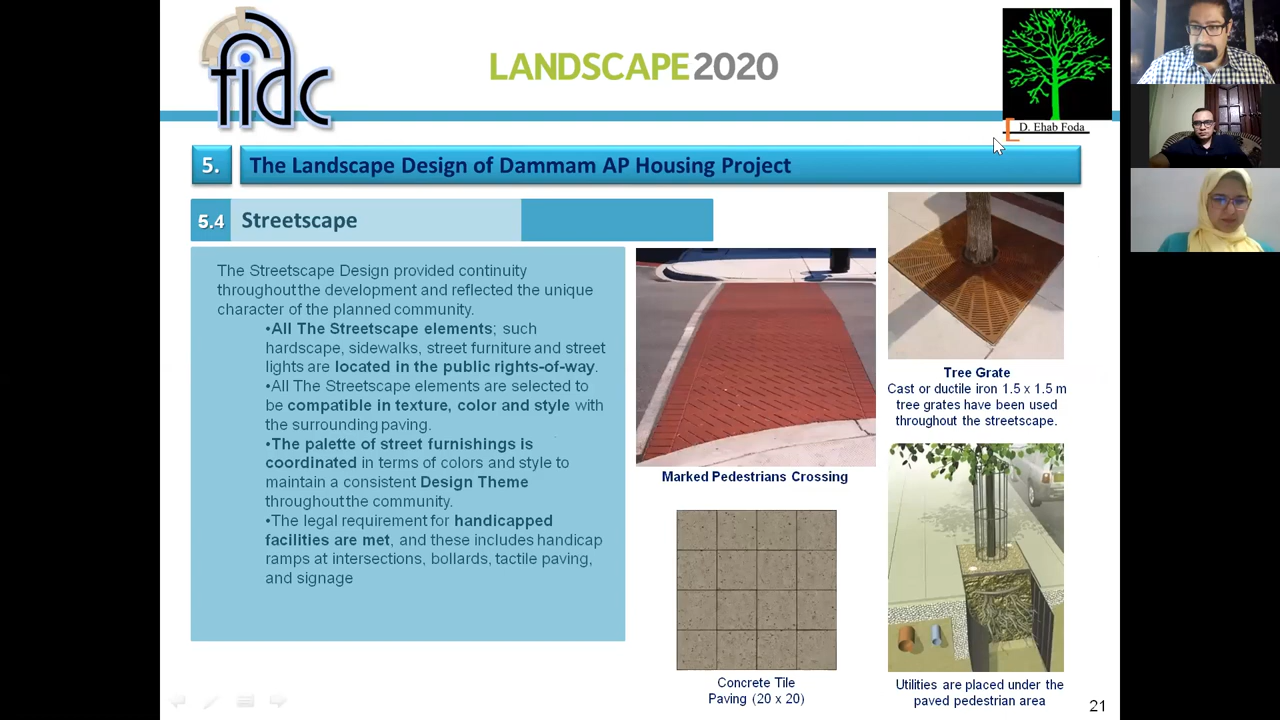 fidc
LANDSCAPE2020
D. Ehab Foda
5.
The Landscape Design of Dammam AP Housing Project
5.4
Streetscape
The Streetscape Design provided continuity
throughout the development and reflected the unique
character of the planned community.
•All The Streetscape elements; such
hardscape, sidewalks, street furniture and street
lights are located in the public rights-of-way.
•All The Streetscape elements are selected to
be compatible in texture, color and style with
the surrounding paving.
•The palette of street furnishings is
coordinated in terms of colors and style to
maintain a consistent Design Theme
throughout the community.
•The legal requirement for handicapped
facilities are met, and these includes handicap
ramps at intersections, bollards, tactile paving,
and signage
Marked Pedestrians Crossing
Concrete Tile
Paving (20 x 20)
Tree Grate
Cast or ductile iron 1.5 x 1.5 m
tree grates have been used
throughout the streetscape.
Utilities are placed under the
paved pedestrian area
21